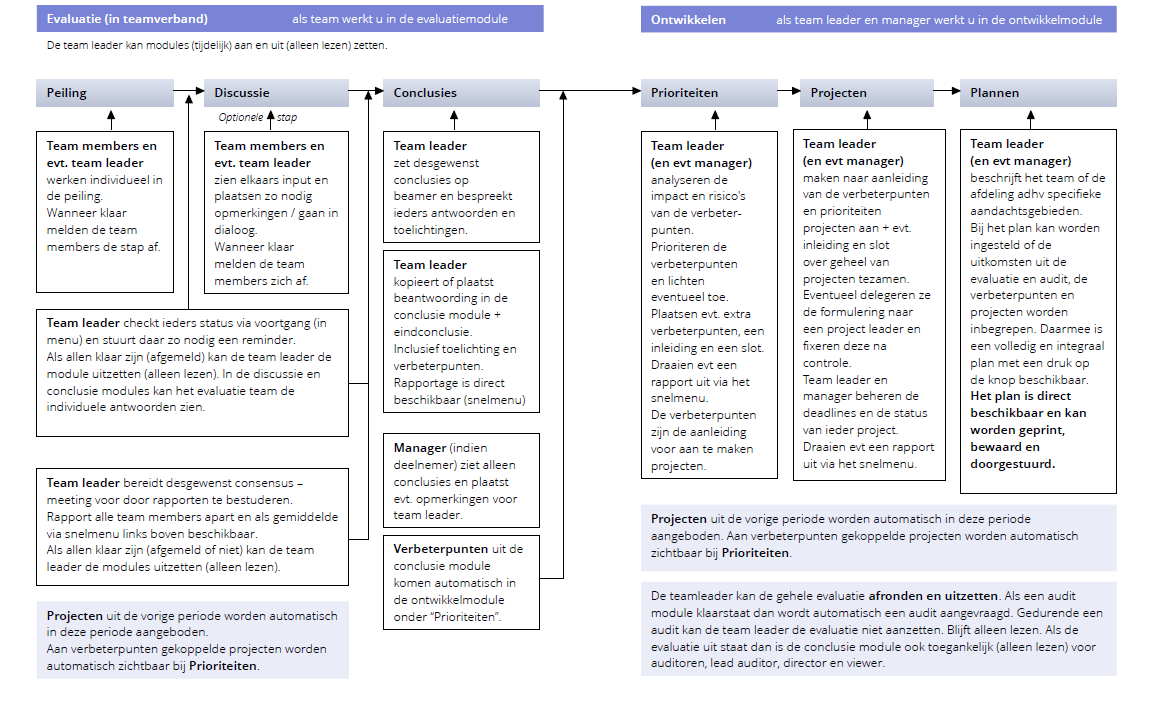 Evaluatie (in teamverband) als team werkt u in de evaluatiemodule
De team leader kan modules (tijdelijk) aan en uit (alleen lezen) zetten.
Peiling
Team members en
evt. team leader
werken individueel in
de peiling.
Wanneer klaar
melden de team
members de stap af.
Discussie
Optionele stap
Team members en
evt. team leader
zien elkaars input en
plaatsen zo nodig
opmerkingen / gaan in
dialoog.
Wanneer klaar
melden de team
members zich af.
Team leader checkt ieders status via voortgang (in
menu) en stuurt daar zo nodig een reminder.
Als allen klaar zijn (afgemeld) kan de team leader de
module uitzetten (alleen lezen). In de discussie en
conclusie modules kan het evaluatie team de
individuele antwoorden zien.
Team leader bereidt desgewenst consensus –
meeting voor door rapporten te bestuderen.
Rapport alle team members apart en als gemiddelde
via snelmenu links boven beschikbaar.
Als allen klaar zijn (afgemeld of niet) kan de team
leader de modules uitzetten (alleen lezen).
Projecten uit de vorige periode worden automatisch
in deze periode aangeboden.
Aan verbeterpunten gekoppelde projecten worden
automatisch zichtbaar bij Prioriteiten.
Conclusies
Team leader
zet desgewenst
conclusies op
beamer en bespreekt
ieders antwoorden en
toelichtingen.
Team leader
kopieert of plaatst
beantwoording in de
conclusie module +
eindconclusie.
Inclusief toelichting en
verbeterpunten.
Rapportage is direct
beschikbaar (snelmenu)
Manager (indien
deelnemer) ziet alleen
conclusies en plaatst
evt. opmerkingen voor
team leader.
Verbeterpunten uit de
conclusie module
komen automatisch in
de ontwikkelmodule
onder “Prioriteiten”.
Ontwikkelen als team leader en manager werkt u in de ontwikkelmodule
Prioriteiten
Team leader
(en evt manager)
analyseren de
impact en risico's
van de verbeter-
punten.
Prioriteren de
verbeterpunten
en lichten
eventueel toe.
Plaatsen evt. extra
verbeterpunten, een
inleiding en een slot.
Draaien evt een
rapport uit via het
snelmenu.
De verbeterpunten
zijn de aanleiding
voor aan te maken
projecten.
Projecten
Team leader
(en evt manager)
maken naar aanleiding
van de verbeterpunten
en prioriteiten
projecten aan + evt.
inleiding en slot
over geheel van
projecten tezamen.
Eventueel delegeren ze
de formulering naar
een project leader en
fixeren deze na
controle.
Team leader en
manager beheren de
deadlines en de status
van ieder project.
Draaien evt een rapport
uit via het snelmenu.
Plannen
Team leader
(en evt manager)
beschrijft het team of de
afdeling adhv specifieke
aandachtsgebieden.
Bij het plan kan worden
ingesteld of de
uitkomsten uit de
evaluatie en audit, de
verbeterpunten en
projecten worden
inbegrepen. Daarmee is
een volledig en integraal
plan met een druk op
de knop beschikbaar.
Het plan is direct
beschikbaar en kan
worden geprint,
bewaard en
doorgestuurd.
Projecten uit de vorige periode worden automatisch in deze periode
aangeboden. Aan verbeterpunten gekoppelde projecten worden automatisch
zichtbaar bij Prioriteiten.
De teamleader kan de gehele evaluatie afronden en uitzetten. Als een audit
module klaarstaat dan wordt automatisch een audit aangevraagd. Gedurende een
audit kan de team leader de evaluatie niet aanzetten. Blijft alleen lezen. Als de
evaluatie uit staat dan is de conclusie module ook toegankelijk (alleen lezen) voor
auditoren, lead auditor, director en viewer.